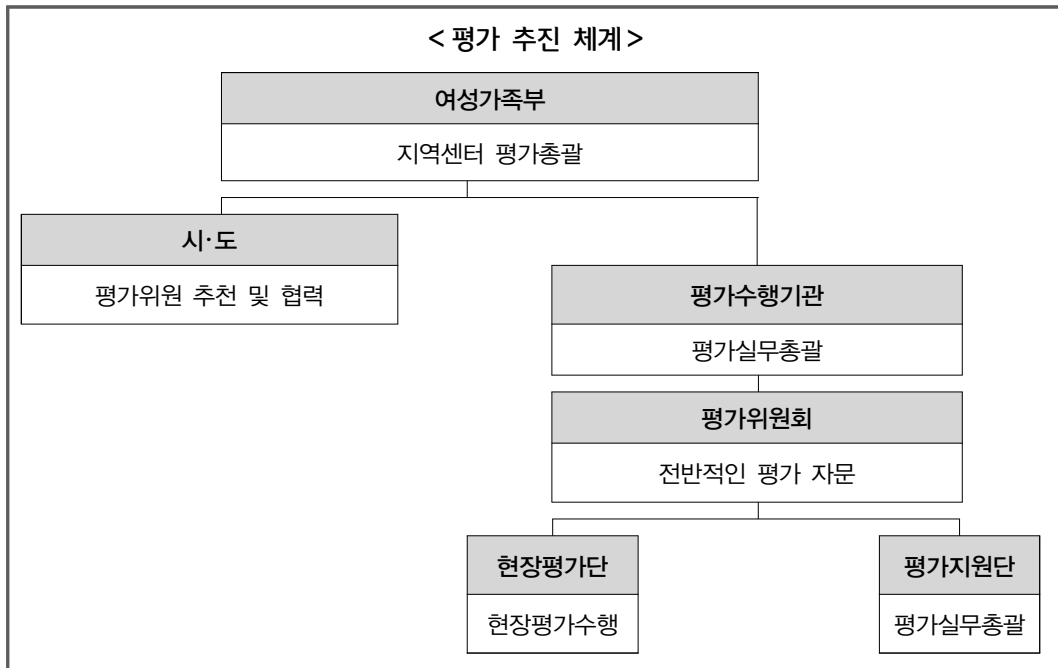 < 평가 추진 체계 >
여성가족부
지역센터 평가총괄
시·도
평가위원 추천 및 협력
평가수행기관
평가실무총괄
평가위원회
전반적인 평가 자문
현장평가단
현장평가수행
평가지원단
평가실무총괄